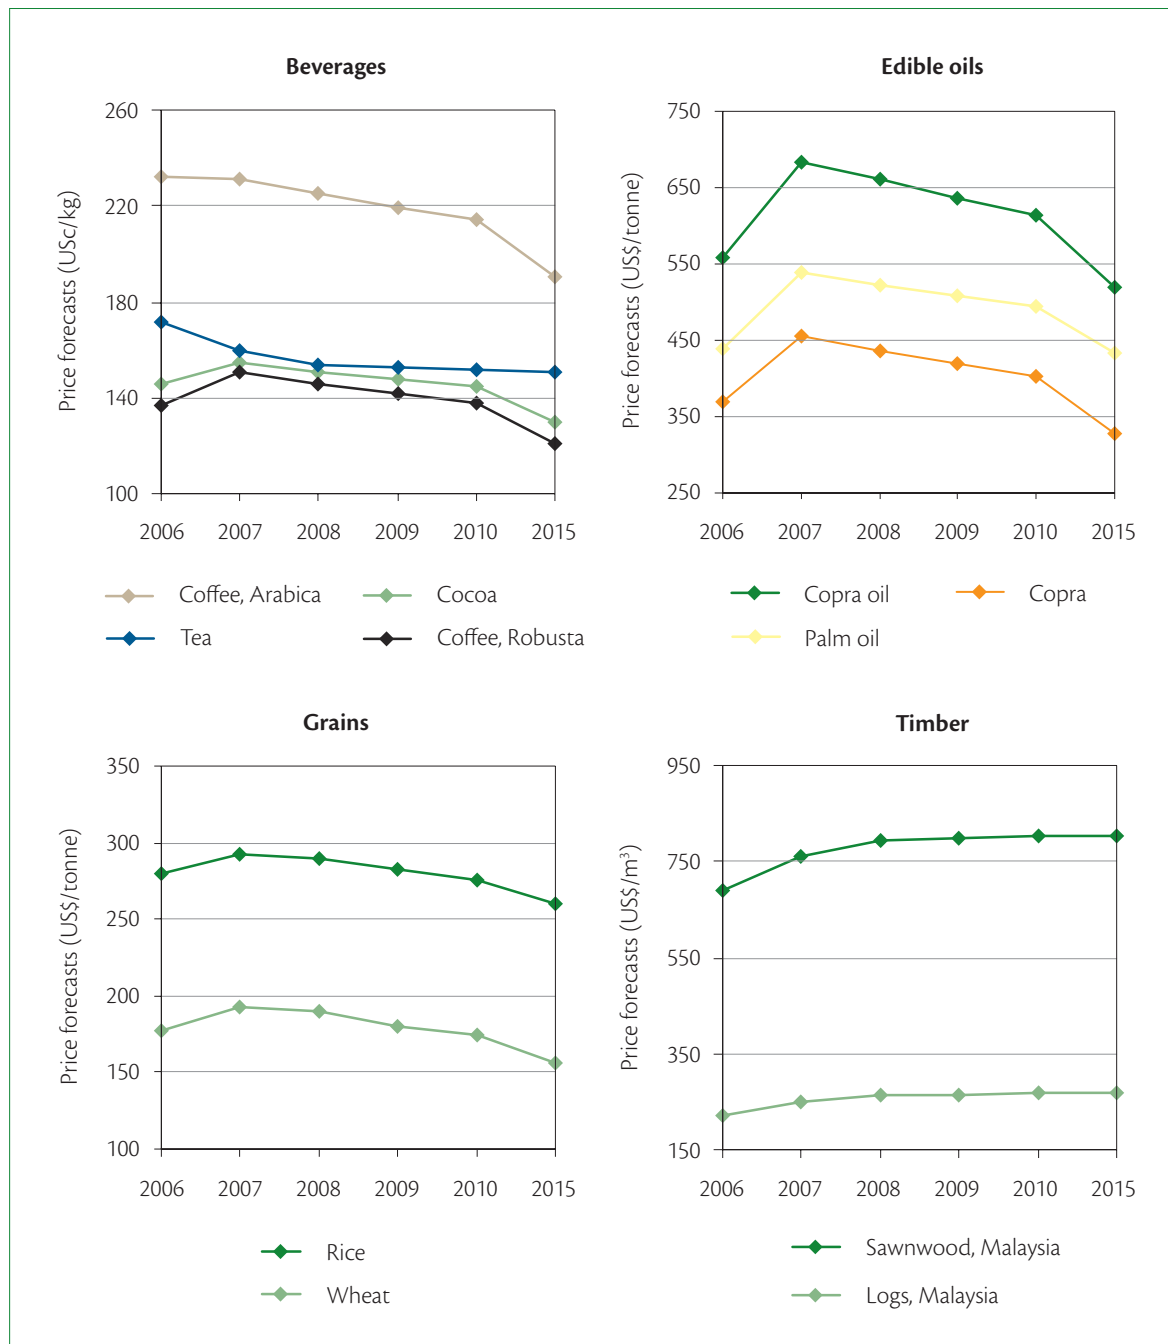 Beverages
260
220
180
140
100
Price forecasts (USc/kg)
2006 2007 2008 2009 2010 2015
Coffee, Arabica
Cocoa
Tea
Coffee, Robusta
Edible oils
750
650
550
450
350
250
Price forecasts (US$/tonne)
2006 2007 2008 2009 2010 2015
Copra oil
Copra
Palm oil
Grains
350
300
250
200
150
100
Price forecasts (US$/tonne)
2006 2007 2008 2009 2010 2015
Rice
Wheat
Timber
950
750
550
350
150
Price forecasts (US$/m³)
2006 2007 2008 2009 2010 2015
Sawnwood, Malaysia
Logs, Malaysia